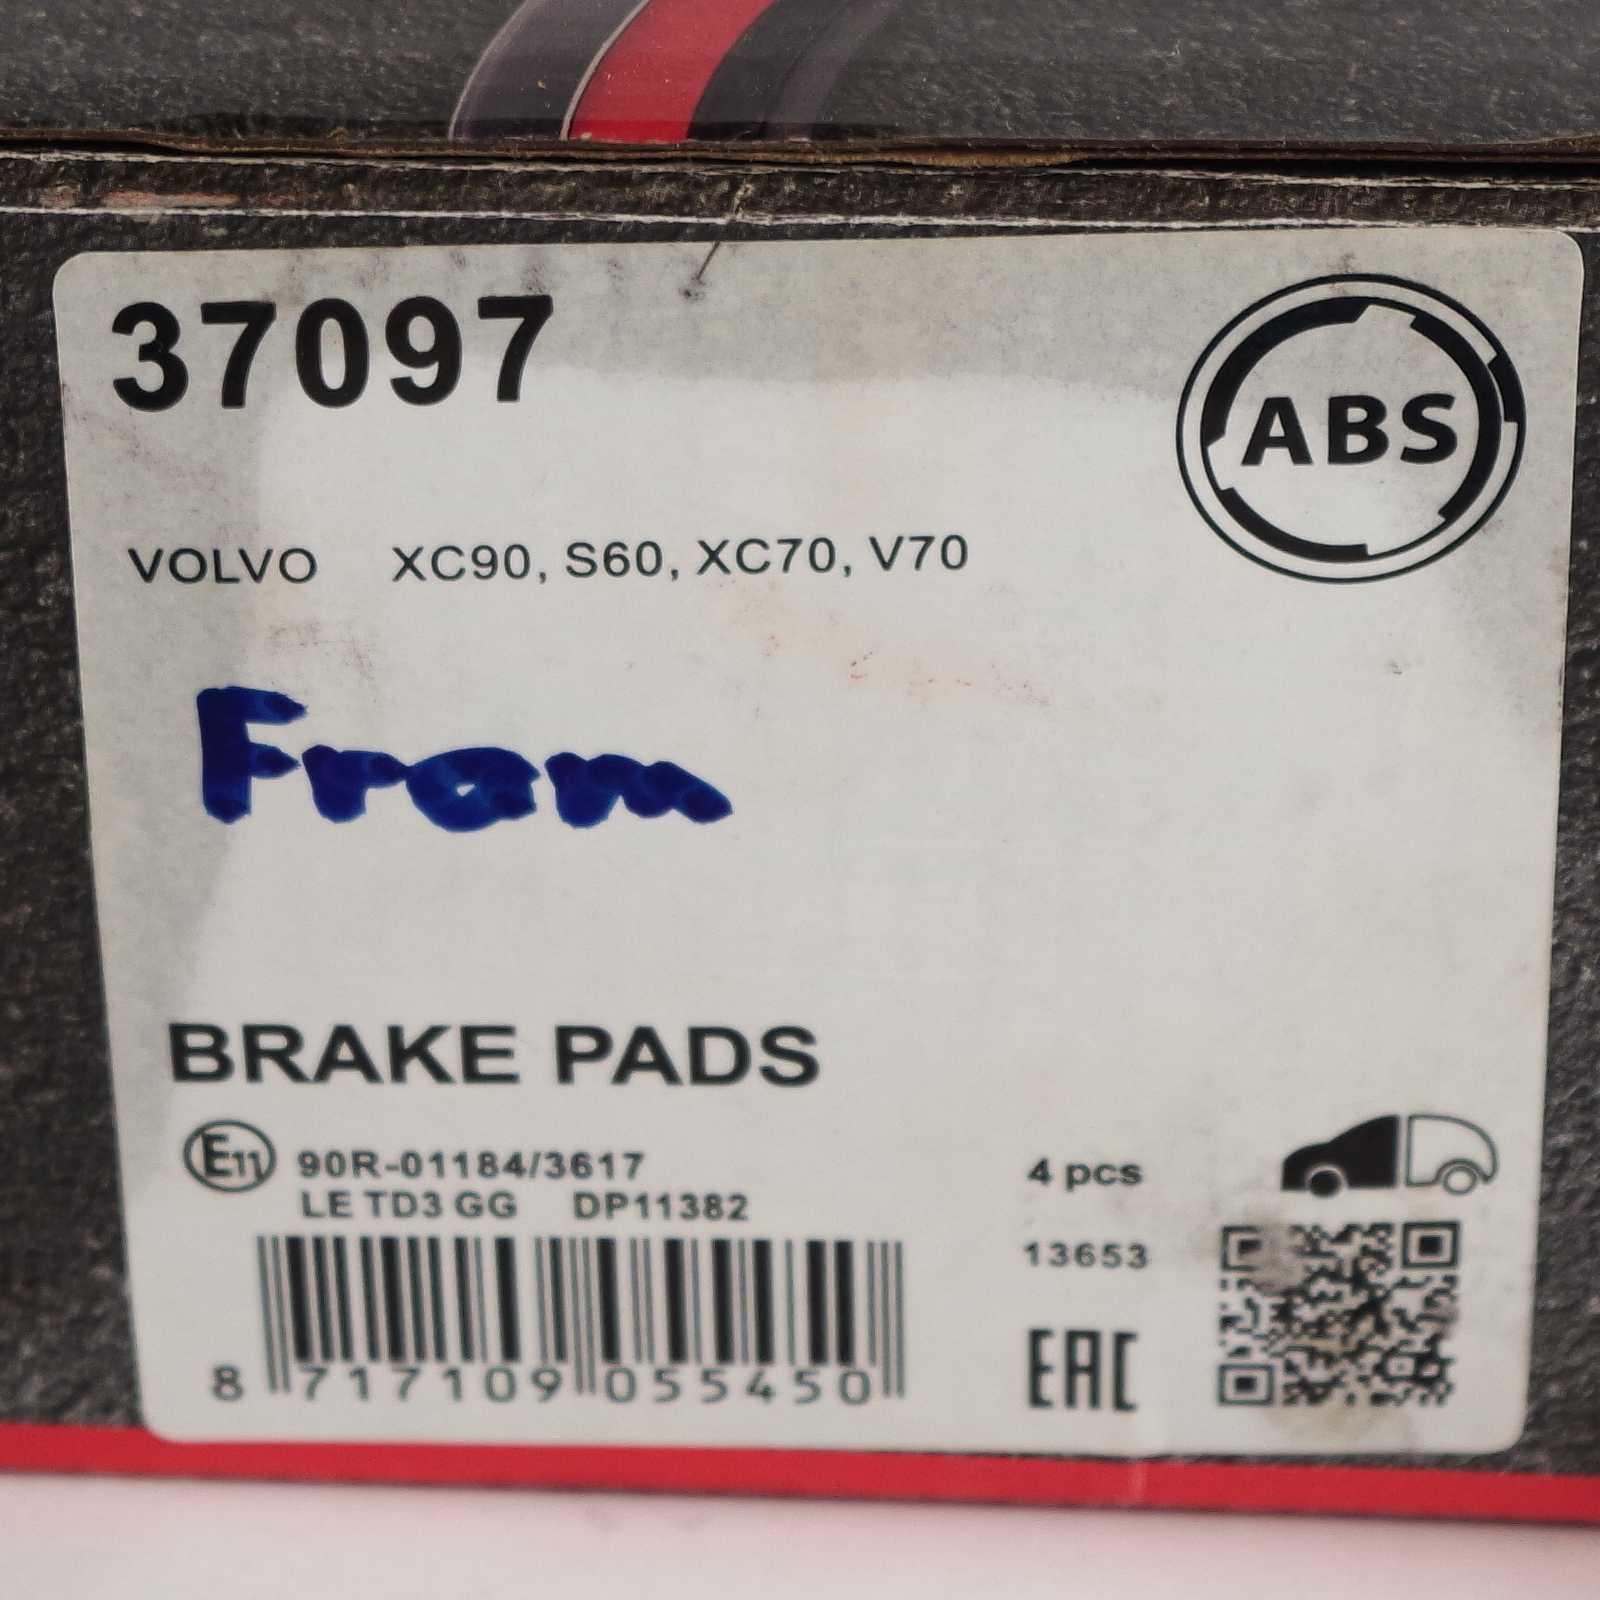 37097
ABS
VOLVO XC90, S60, XC70, V70
Fram
BRAKE PADS
E11 90R-01184/3617
LE TD3 GG DP11382
4 pcs
13653
8 717109 055450
EAC